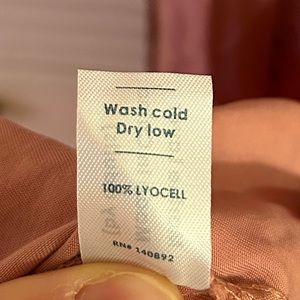 Wash cold
Dry low
100% LYOCELL
RN# 140892